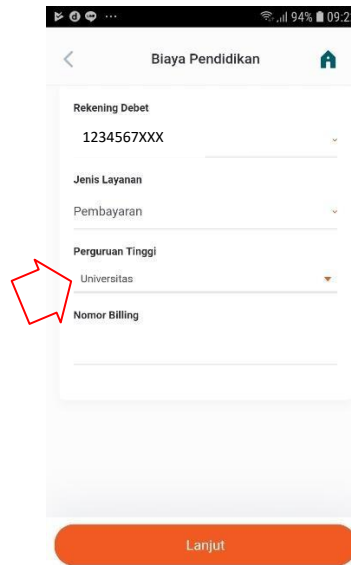 94% 09:2
Biaya Pendidikan
Rekening Debet
1234567XXX
Jenis Layanan
Pembayaran
Perguruan Tinggi
Universitas
Nomor Billing
Lanjut